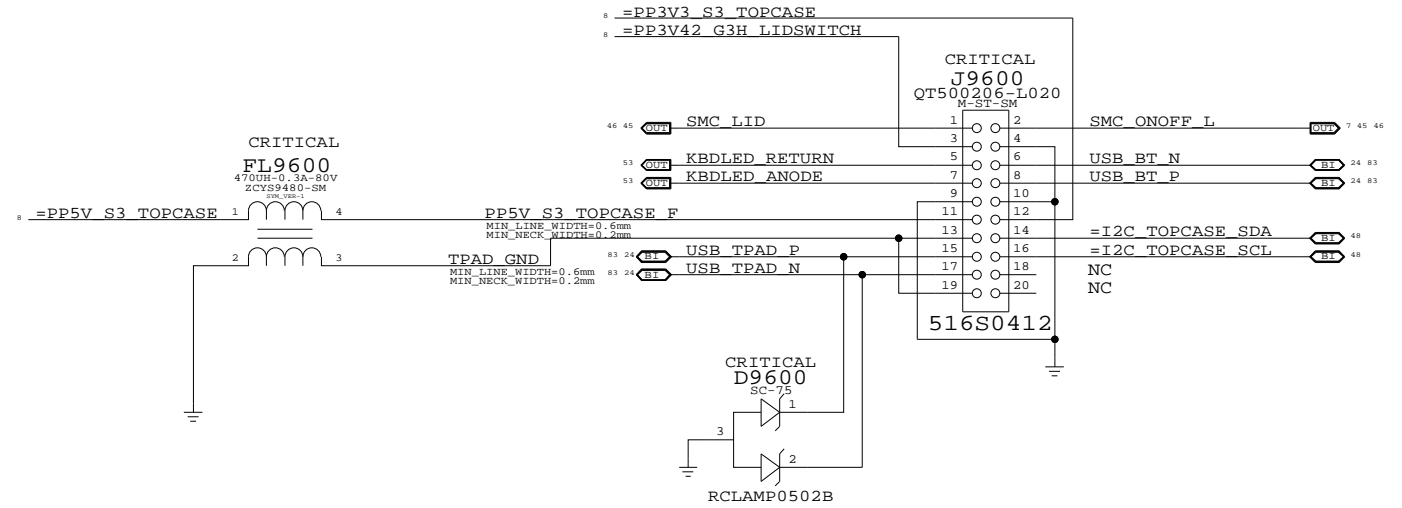 8 =PP3V3_S3_TOPCASE
8 =PP3V42_G3H_LIDSWITCH
CRITICAL
J9600
QT500206-L020
M-ST-SM
46 45 OUT SMC_LID 1 2 SMC_ONOFF_L OUT 7 45 46
3 4
53 OUT KBDLED_RETURN 5 6 USB_BT_N BI 24 83
53 OUT KBDLED_ANODE 7 8 USB_BT_P BI 24 83
9 10
11 12
13 14 =I2C_TOPCASE_SDA BI 48
83 24 BI USB_TPAD_P 15 16 =I2C_TOPCASE_SCL BI 48
83 24 BI USB_TPAD_N 17 18 NC
19 20 NC
516S0412
CRITICAL
FL9600
470UH-0.3A-80V
ZCYS9480-SM
SYM_VER-1
8 =PP5V_S3_TOPCASE 1 4 PP5V_S3_TOPCASE_F
MIN_LINE_WIDTH=0.6mm
MIN_NECK_WIDTH=0.2mm
2 3 TPAD_GND
MIN_LINE_WIDTH=0.6mm
MIN_NECK_WIDTH=0.2mm
CRITICAL
D9600
SC-75
1
3
2
RCLAMP0502B